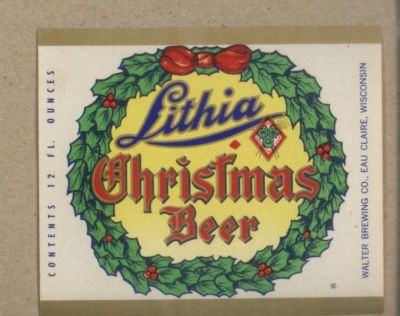 CONTENTS 12 FL. OUNCES
Lithia
Christmas
Beer
WALTER BREWING CO., EAU CLAIRE, WISCONSIN
©